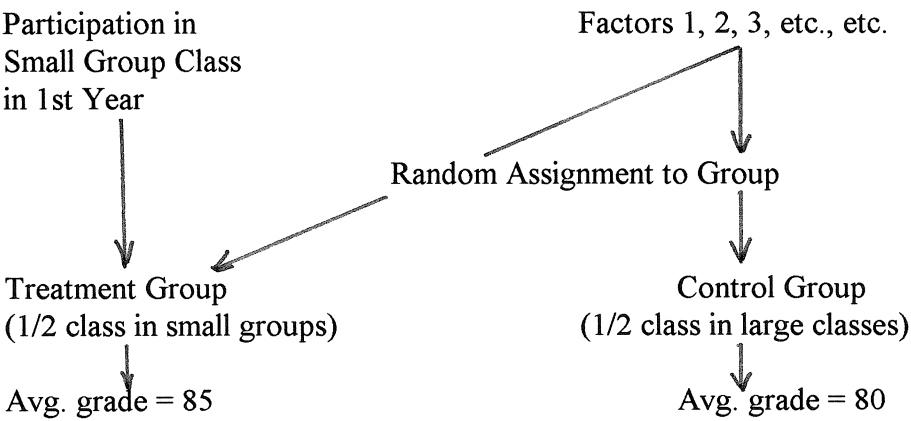 Participation in
Small Group Class
in 1st Year
Factors 1, 2, 3, etc., etc.
Random Assignment to Group
Treatment Group
(1/2 class in small groups)
Control Group
(1/2 class in large classes)
Avg. grade = 85
Avg. grade = 80